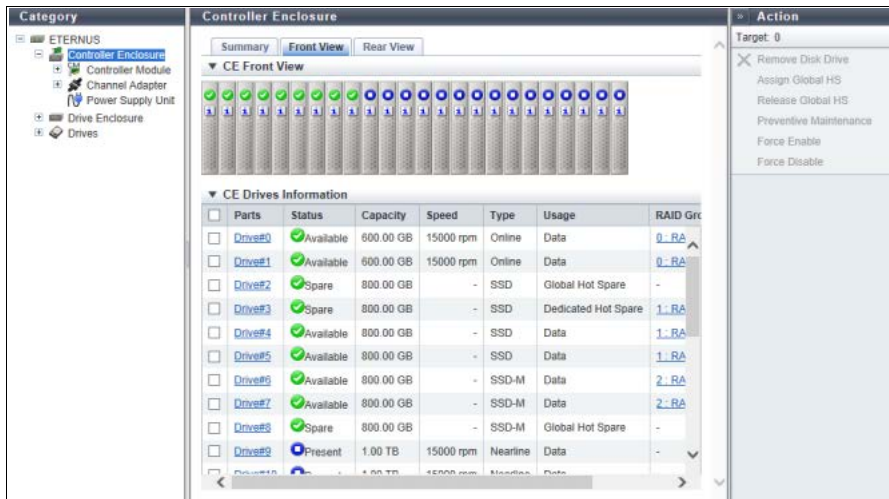 Category
ETERNUS
Controller Enclosure
Controller Module
Channel Adapter
Power Supply Unit
Drive Enclosure
Drives
Controller Enclosure
Summary Front View Rear View
CE Front View
CE Drives Information
Parts Status Capacity Speed Type Usage RAID Gro
Drive#0 Available 600.00 GB 15000 rpm Online Data 0 : RA
Drive#1 Available 600.00 GB 15000 rpm Online Data 0 : RA
Drive#2 Spare 800.00 GB - SSD Global Hot Spare -
Drive#3 Spare 800.00 GB - SSD Dedicated Hot Spare 1 : RA
Drive#4 Available 800.00 GB - SSD Data 1 : RA
Drive#5 Available 800.00 GB - SSD Data 1 : RA
Drive#6 Available 800.00 GB - SSD-M Data 2 : RA
Drive#7 Available 800.00 GB - SSD-M Data 2 : RA
Drive#8 Spare 800.00 GB - SSD-M Global Hot Spare -
Drive#9 Present 1.00 TB 15000 rpm Nearline Data -
» Action
Target: 0
Remove Disk Drive
Assign Global HS
Release Global HS
Preventive Maintenance
Force Enable
Force Disable